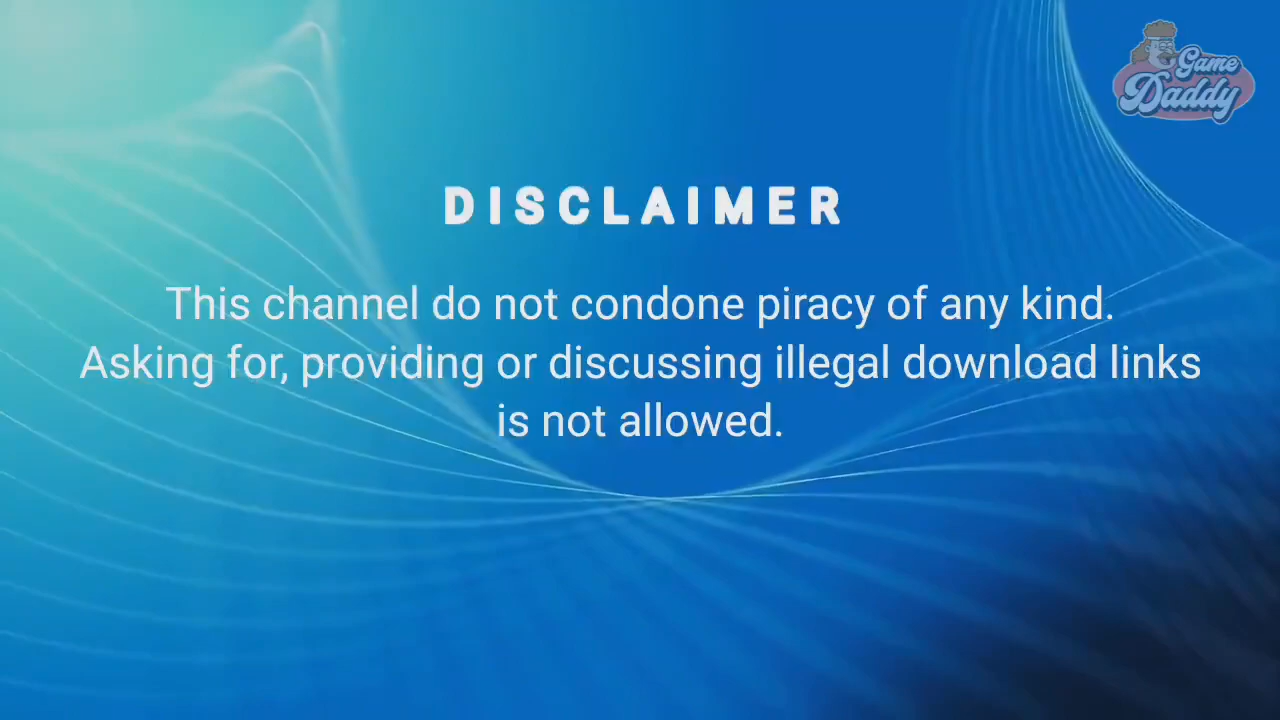 Game
Daddy
DISCLAIMER
This channel do not condone piracy of any kind.
Asking for, providing or discussing illegal download links
is not allowed.